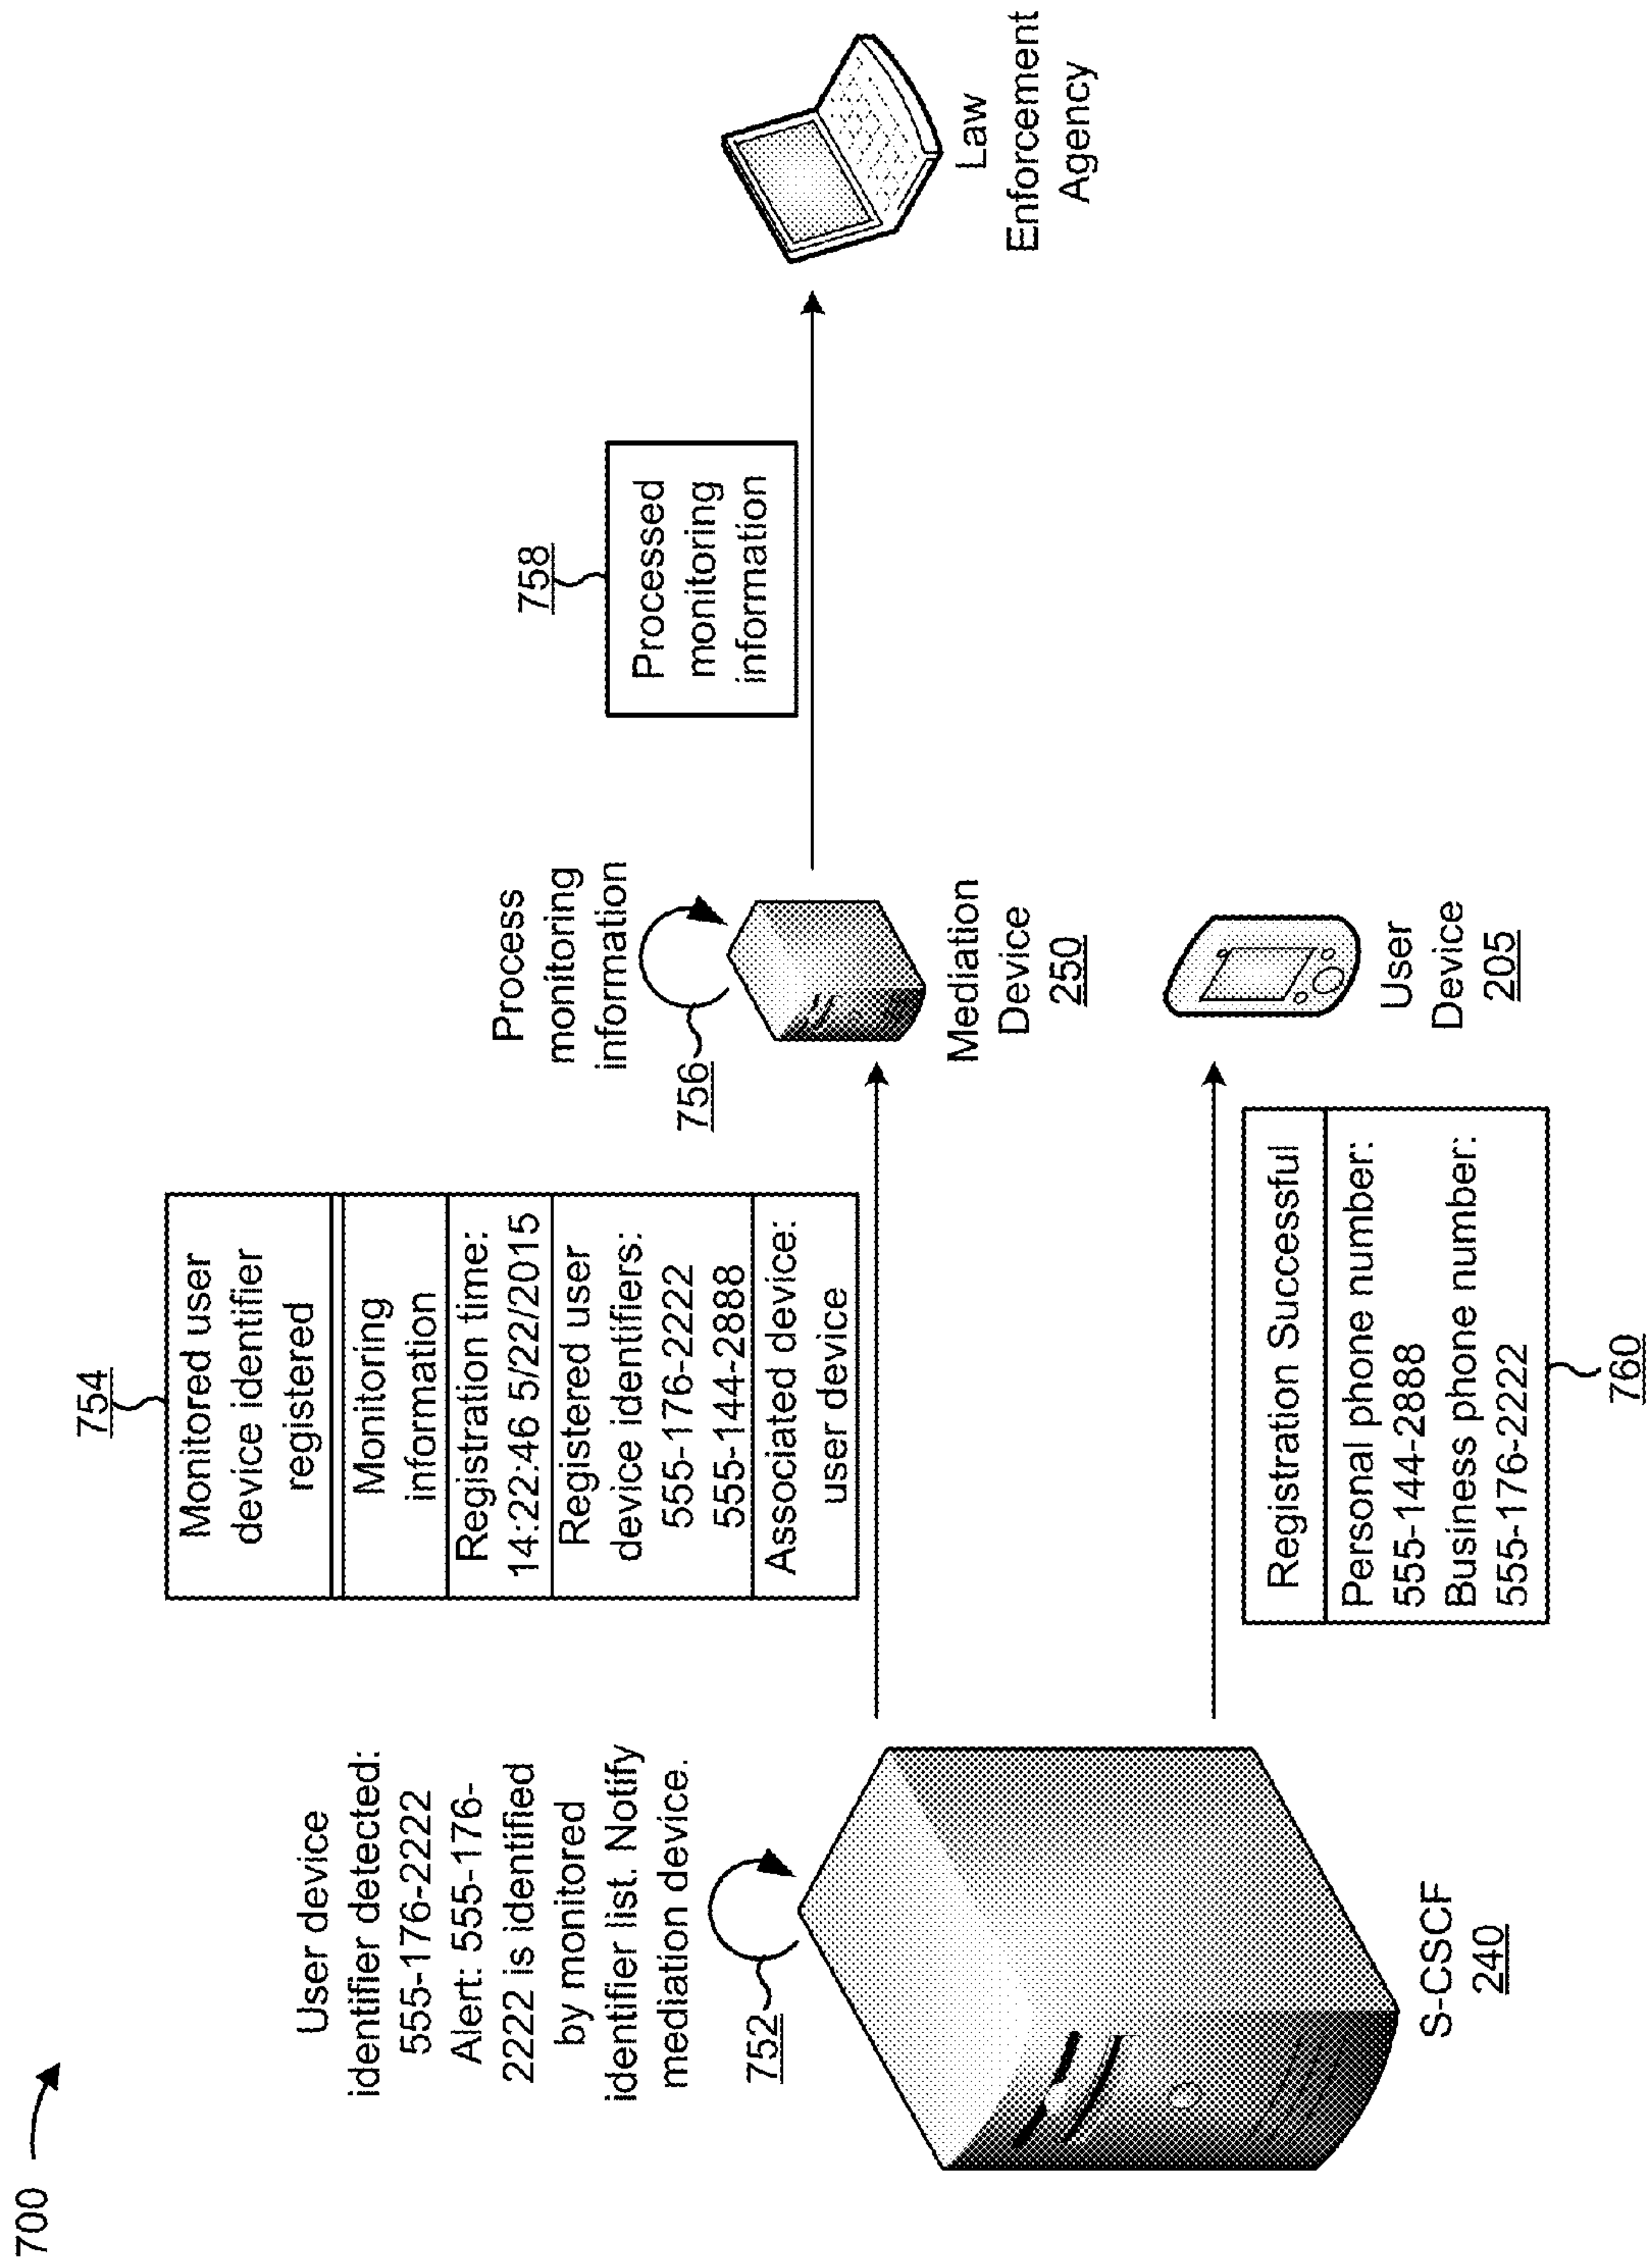 700
User device
identifier detected:
555-176-2222
Alert: 555-176-
2222 is identified
by monitored
identifier list. Notify
mediation device.
752
S-CSCF
240
754
Monitored user
device identifier
registered
Monitoring
information
Registration time:
14:22:46 5/22/2015
Registered user
device identifiers:
555-176-2222
555-144-2888
Associated device:
user device
Process
monitoring
information
756
Mediation
Device
250
758
Processed
monitoring
information
Law
Enforcement
Agency
Registration Successful
Personal phone number:
555-144-2888
Business phone number:
555-176-2222
760
User
Device
205